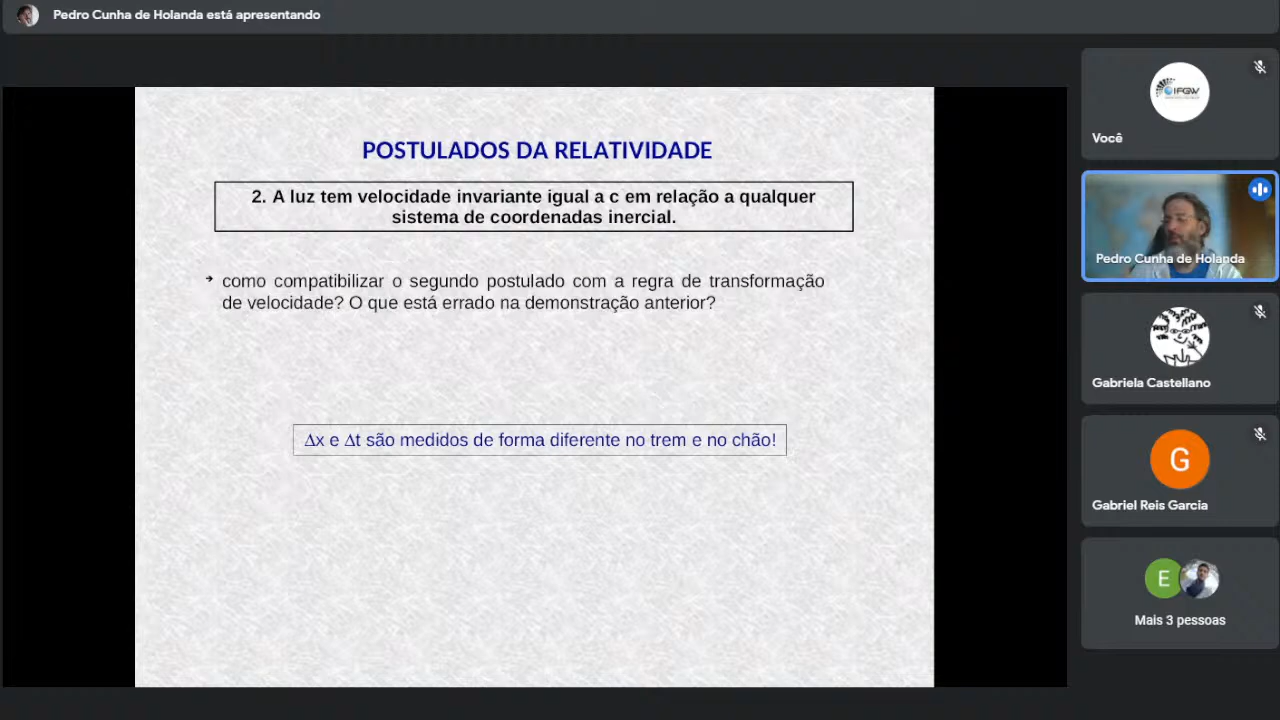 Pedro Cunha de Holanda está apresentando
POSTULADOS DA RELATIVIDADE
2. A luz tem velocidade invariante igual a c em relação a qualquer
sistema de coordenadas inercial.
como compatibilizar o segundo postulado com a regra de transformação
de velocidade? O que está errado na demonstração anterior?
Δx e Δt são medidos de forma diferente no trem e no chão!
IFGW
Você
Pedro Cunha de Holanda
Gabriela Castellano
G
Gabriel Reis Garcia
E
Mais 3 pessoas